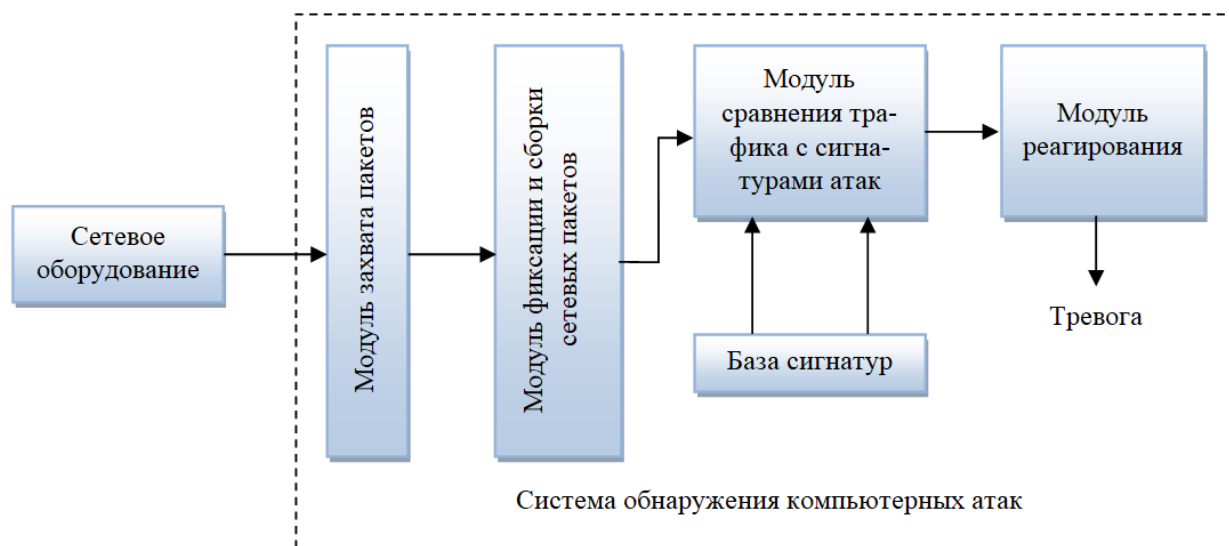 Сетевое
оборудование
Модуль захвата пакетов
Модуль фиксации и сборки
сетевых пакетов
Модуль
сравнения тра-
фика с сигна-
турами атак
База сигнатур
Модуль
реагирования
Тревога
Система обнаружения компьютерных атак